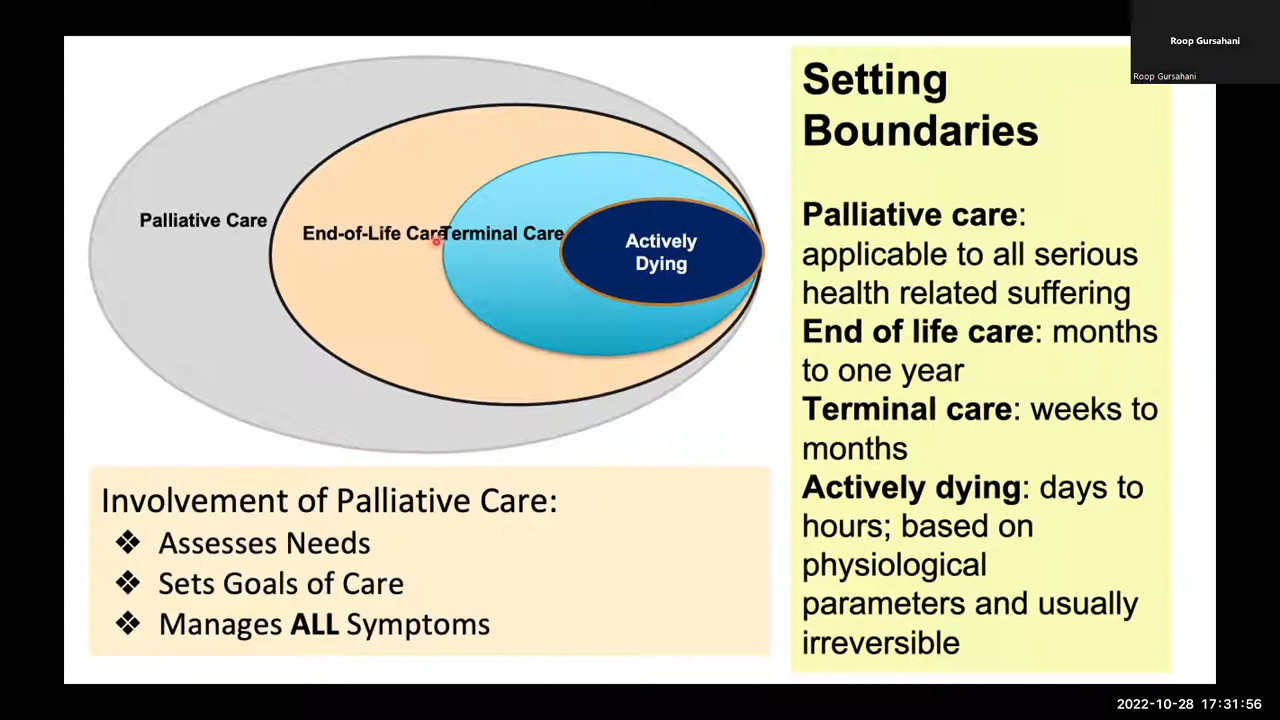 Roop Gursahani
Roop Gursahani
Palliative Care
End-of-Life Care
Terminal Care
Actively
Dying
Involvement of Palliative Care:
❖ Assesses Needs
❖ Sets Goals of Care
❖ Manages ALL Symptoms
Setting
Boundaries
Palliative care:
applicable to all serious
health related suffering
End of life care: months
to one year
Terminal care: weeks to
months
Actively dying: days to
hours; based on
physiological
parameters and usually
irreversible
2022-10-28 17:31:56